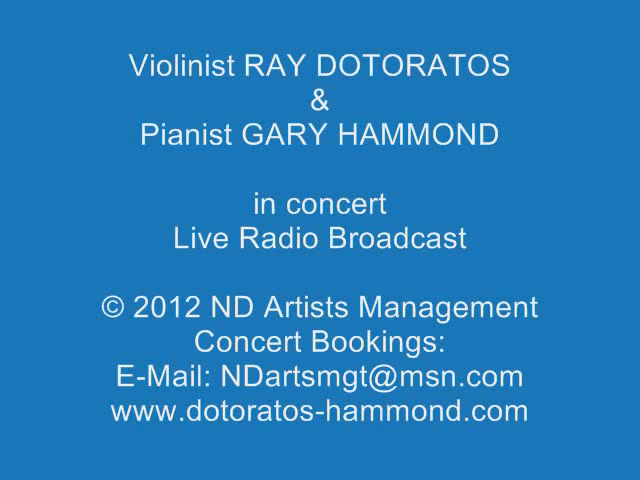 Violinist RAY DOTORATOS
&
Pianist GARY HAMMOND
in concert
Live Radio Broadcast
© 2012 ND Artists Management
Concert Bookings:
E-Mail: NDartsmgt@msn.com
www.dotoratos-hammond.com